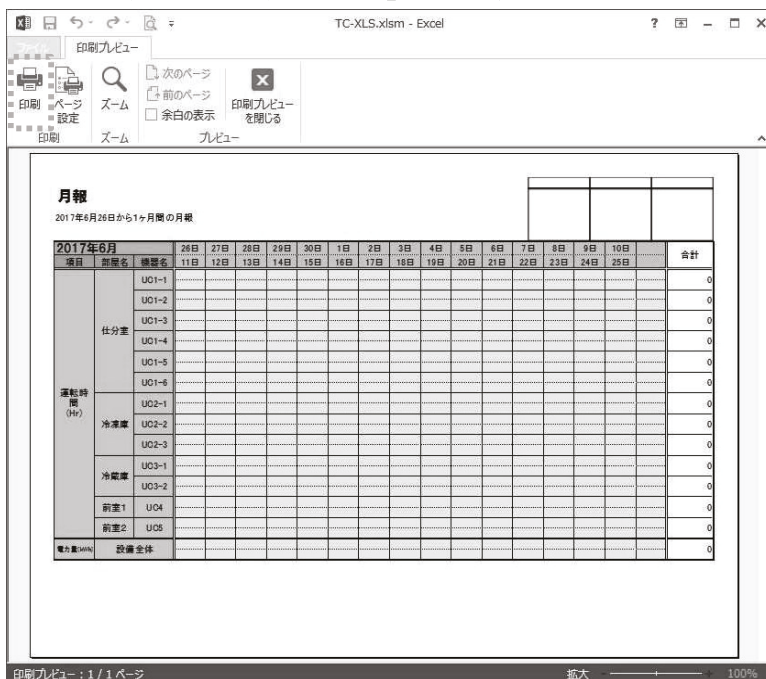 TC-XLS.xlsm - Excel
?
ファイル 印刷プレビュー
印刷
ページ設定
ズーム
次のページ
前のページ
余白の表示
印刷プレビューを閉じる
印刷 ズーム プレビュー
月報
2017年6月26日から1ヶ月間の月報
2017年6月 26日 27日 28日 29日 30日 1日 2日 3日 4日 5日 6日 7日 8日 9日 10日 合計
項目 部屋名 機器名 11日 12日 13日 14日 15日 16日 17日 18日 19日 20日 21日 22日 23日 24日 25日
運転時間(Hr) 仕分室 UC1-1 0
UC1-2 0
UC1-3 0
UC1-4 0
UC1-5 0
UC1-6 0
冷凍庫 UC2-1 0
UC2-2 0
UC2-3 0
冷蔵庫 UC3-1 0
UC3-2 0
前室1 UC4 0
前室2 UC5 0
電力量(kWh) 設備全体 0
印刷プレビュー：1 / 1 ページ 拡大 100%